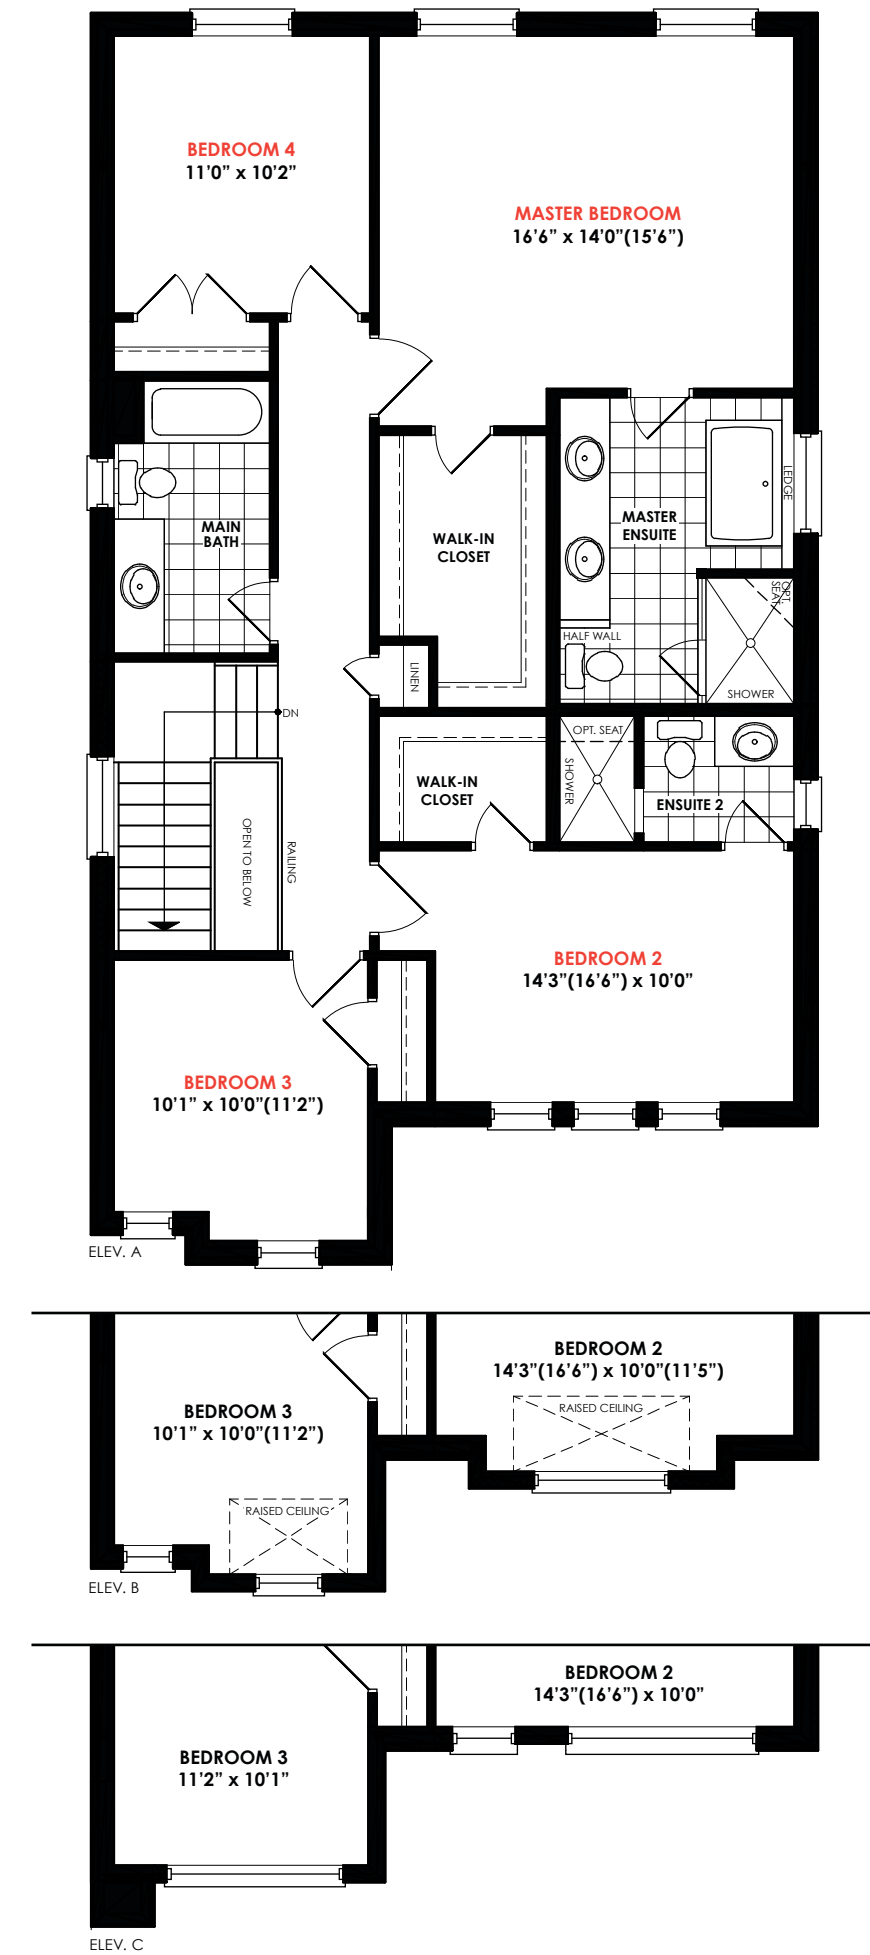 BEDROOM 4
11’0” x 10’2”
MASTER BEDROOM
16’6” x 14’0”(15’6”)
MAIN
BATH
WALK-IN
CLOSET
MASTER
ENSUITE
LEDGE
OPT.
SEAT
HALF WALL
SHOWER
LINEN
DN
OPT. SEAT
SHOWER
WALK-IN
CLOSET
ENSUITE 2
OPEN TO BELOW
RAILING
BEDROOM 2
14’3”(16’6”) x 10’0”
BEDROOM 3
10’1” x 10’0”(11’2”)
ELEV. A
BEDROOM 2
14’3”(16’6”) x 10’0”(11’5”)
RAISED CEILING
BEDROOM 3
10’1” x 10’0”(11’2”)
RAISED CEILING
ELEV. B
BEDROOM 2
14’3”(16’6”) x 10’0”
BEDROOM 3
11’2” x 10’1”
ELEV. C